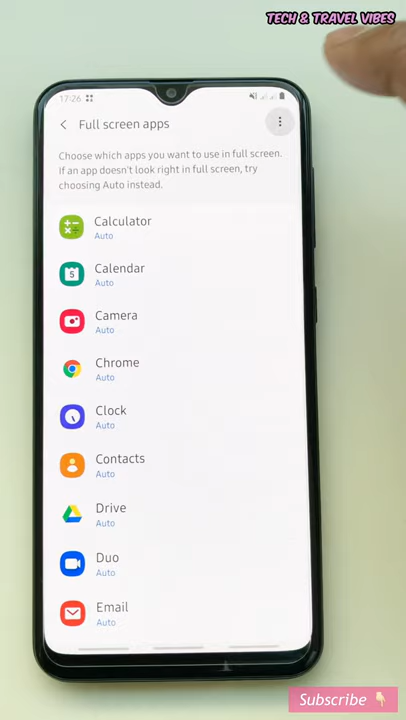 TECH & TRAVEL VIBES
17:26
Full screen apps
Choose which apps you want to use in full screen.
If an app doesn't look right in full screen, try
choosing Auto instead.
Calculator
Auto
5
Calendar
Auto
Camera
Auto
Chrome
Auto
Clock
Auto
Contacts
Auto
Drive
Auto
Duo
Auto
Email
Auto
Subscribe